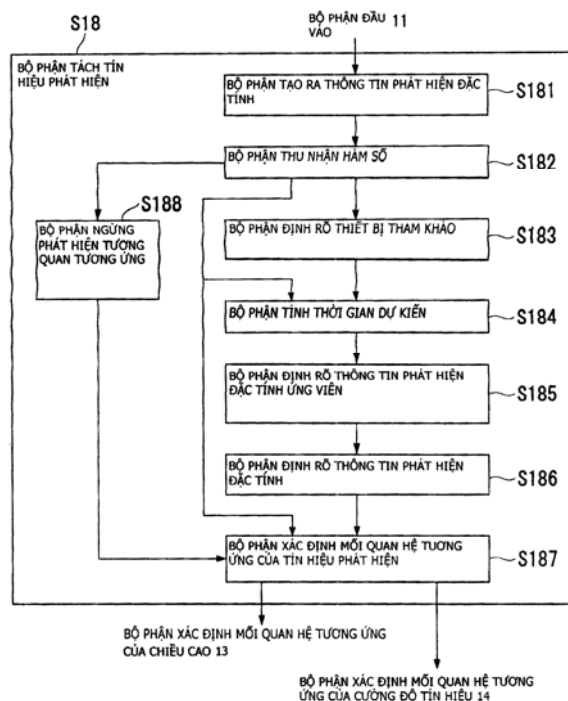 BỘ PHẬN ĐẦU 11
VÀO
S18
BỘ PHẬN TÁCH TÍN
HIỆU PHÁT HIỆN
BỘ PHẬN TẠO RA THÔNG TIN PHÁT HIỆN ĐẶC
TÍNH
S181
BỘ PHẬN THU NHẬN HÀM SỐ
S182
S188
BỘ PHẬN NGỪNG
PHÁT HIỆN TƯỢNG
QUAN TƯƠNG ỨNG
BỘ PHẬN ĐỊNH RÕ THIẾT BỊ THAM KHẢO
S183
BỘ PHẬN TÍNH THỜI GIAN DỰ KIẾN
S184
BỘ PHẬN ĐỊNH RÕ THÔNG TIN PHÁT HIỆN
ĐẶC TÍNH ỨNG VIÊN
S185
BỘ PHẬN ĐỊNH RÕ THÔNG TIN PHÁT HIỆN
ĐẶC TÍNH
S186
BỘ PHẬN XÁC ĐỊNH MỐI QUAN HỆ TƯƠNG
ỨNG CỦA TÍN HIỆU PHÁT HIỆN
S187
BỘ PHẬN XÁC ĐỊNH MỐI QUAN HỆ TƯƠNG ỨNG
CỦA CHIỀU CAO 13
BỘ PHẬN XÁC ĐỊNH MỐI QUAN HỆ TƯƠNG
ỨNG CỦA CƯỜNG ĐỘ TÍN HIỆU 14